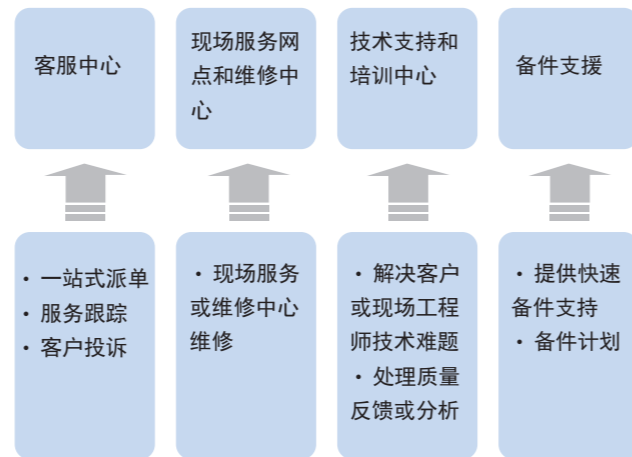 客服中心
现场服务网
点和维修中
心
技术支持和
培训中心
备件支援
· 一站式派单
· 服务跟踪
· 客户投诉
· 现场服务
或维修中心
维修
· 解决客户
或现场工程
师技术难题
· 处理质量
反馈或分析
· 提供快速
备件支持
· 备件计划